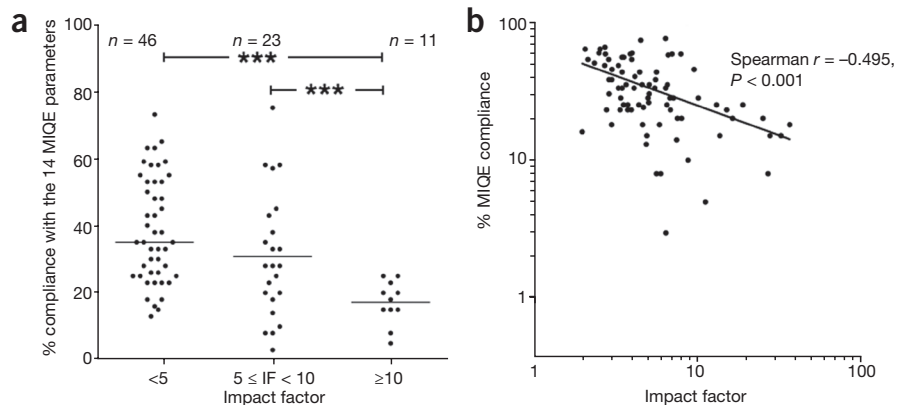 a
% compliance with the 14 MIQE parameters
100
80
60
40
20
0
n = 46
n = 23
n = 11
***
***
<5
5 ≤ IF < 10
≥10
Impact factor
b
% MIQE compliance
100
10
1
Spearman r = –0.495,
P < 0.001
1
10
100
Impact factor